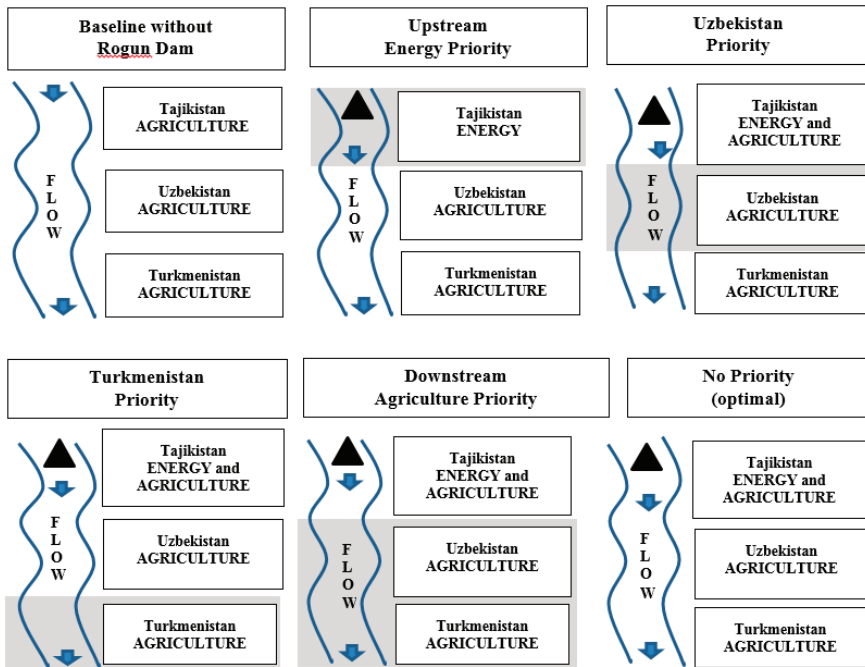 Baseline without
Rogun Dam
Tajikistan
AGRICULTURE
F
L
O
W
Uzbekistan
AGRICULTURE
Turkmenistan
AGRICULTURE
Upstream
Energy Priority
Tajikistan
ENERGY
F
L
O
W
Uzbekistan
AGRICULTURE
Turkmenistan
AGRICULTURE
Uzbekistan
Priority
Tajikistan
ENERGY and
AGRICULTURE
F
L
O
W
Uzbekistan
AGRICULTURE
Turkmenistan
AGRICULTURE
Turkmenistan
Priority
Tajikistan
ENERGY and
AGRICULTURE
F
L
O
W
Uzbekistan
AGRICULTURE
Turkmenistan
AGRICULTURE
Downstream
Agriculture Priority
Tajikistan
ENERGY and
AGRICULTURE
F
L
O
W
Uzbekistan
AGRICULTURE
Turkmenistan
AGRICULTURE
No Priority
(optimal)
Tajikistan
ENERGY and
AGRICULTURE
F
L
O
W
Uzbekistan
AGRICULTURE
Turkmenistan
AGRICULTURE